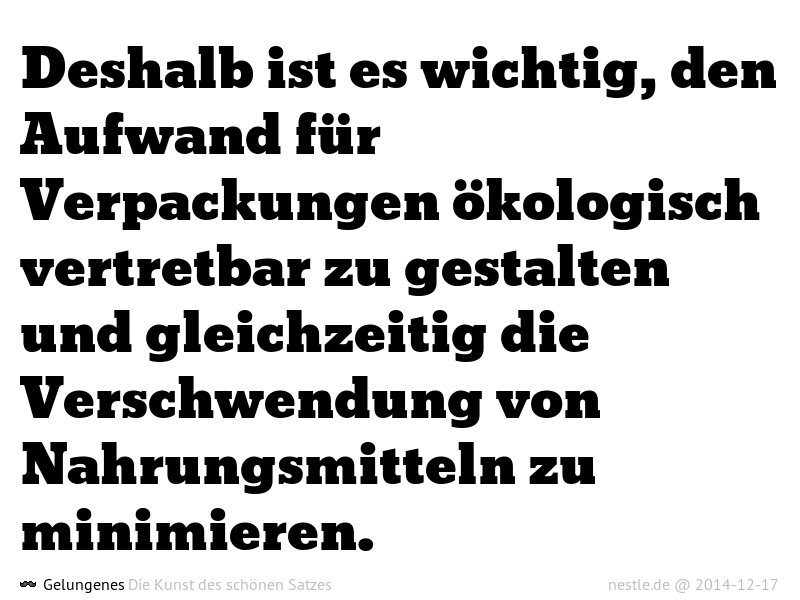 Deshalb ist es wichtig, den
Aufwand für
Verpackungen ökologisch
vertretbar zu gestalten
und gleichzeitig die
Verschwendung von
Nahrungsmitteln zu
minimieren.
Gelungenes Die Kunst des schönen Satzes nestle.de @ 2014-12-17